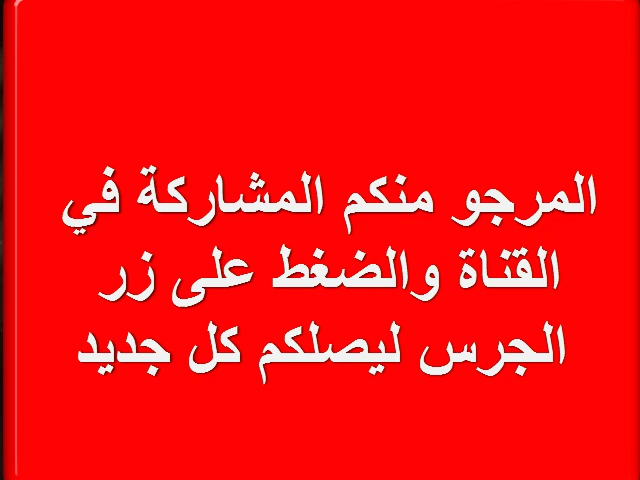 المرجو منكم المشاركة في
القناة والضغط على زر
الجرس ليصلكم كل جديد